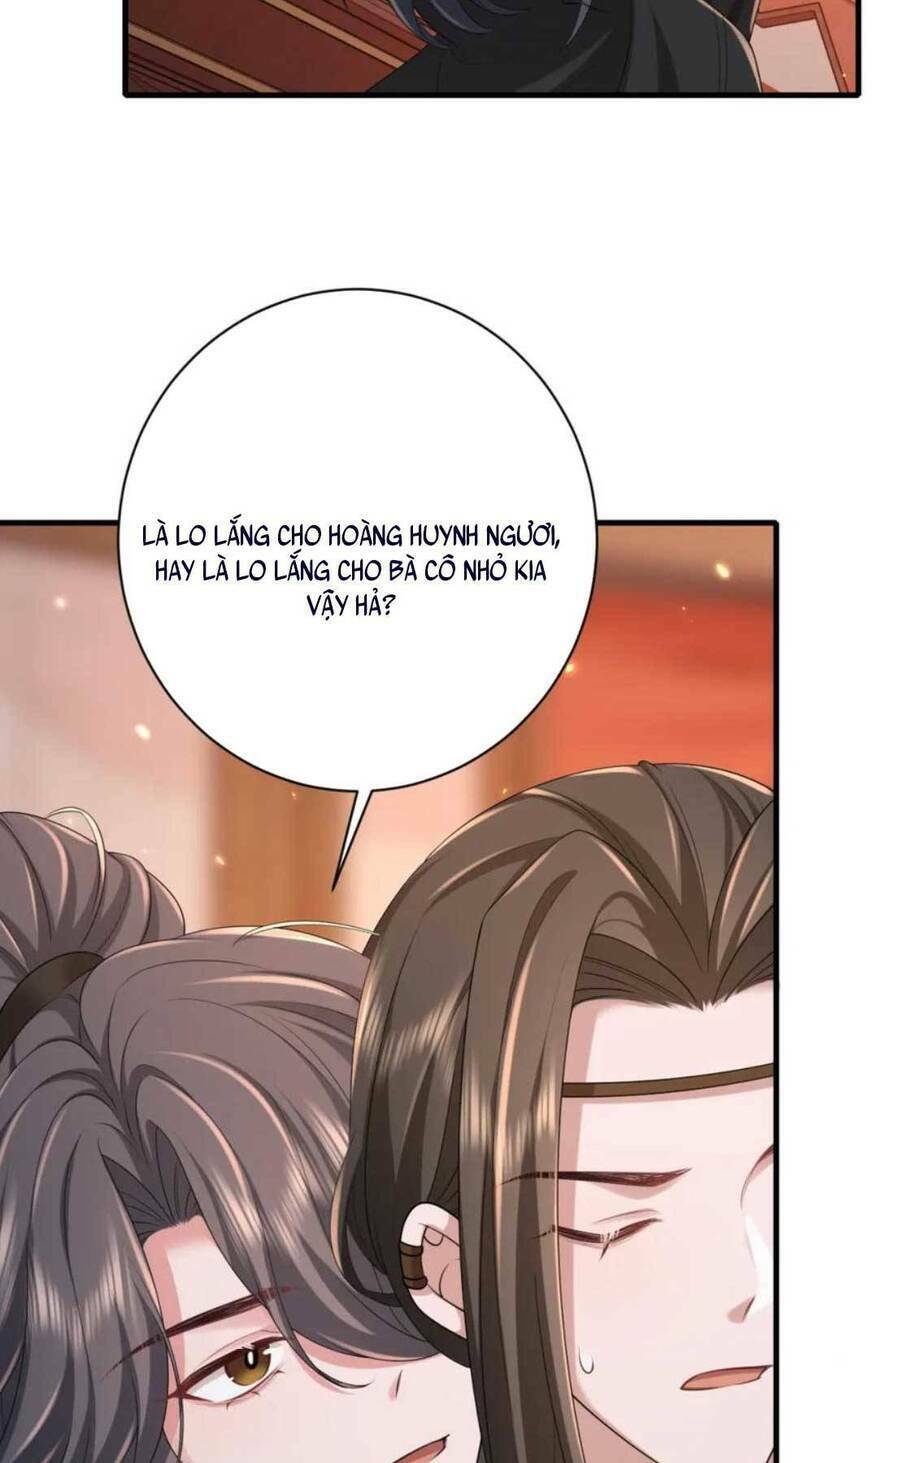 LÀ LO LẮNG CHO HOÀNG HUYNH NGƯƠI,
HAY LÀ LO LẮNG CHO BÀ CÔ NHỎ KIA
VẬY HẢ?